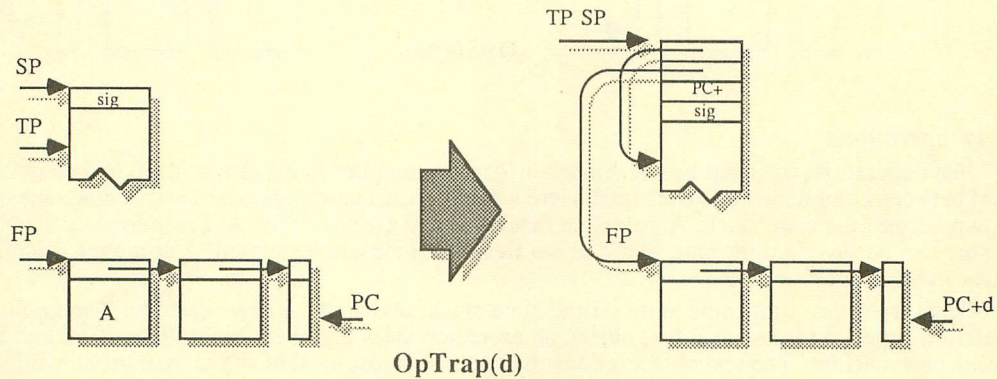 TP SP
SP
sig
PC+
sig
TP
FP
FP
A
PC
PC+d
OpTrap(d)